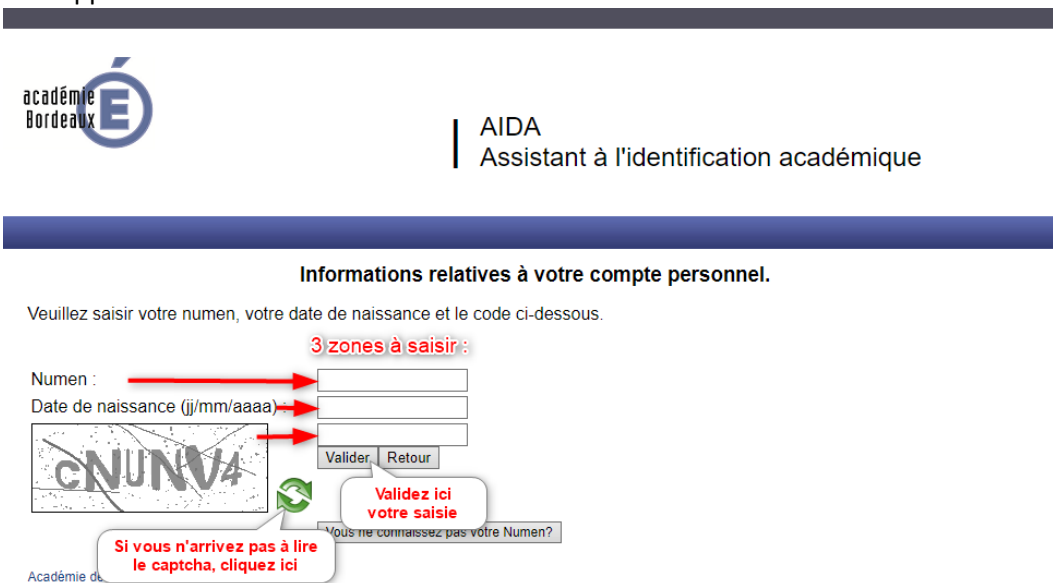 académie
Bordeaux
É
AIDA
Assistant à l'identification académique
Informations relatives à votre compte personnel.
Veuillez saisir votre numen, votre date de naissance et le code ci-dessous.
3 zones à saisir :
Numen :
Date de naissance (jj/mm/aaaa) :
cNUNV4
Valider Retour
Validez ici
votre saisie
Vous ne connaissez pas votre Numen?
Si vous n'arrivez pas à lire
le captcha, cliquez ici
Académie